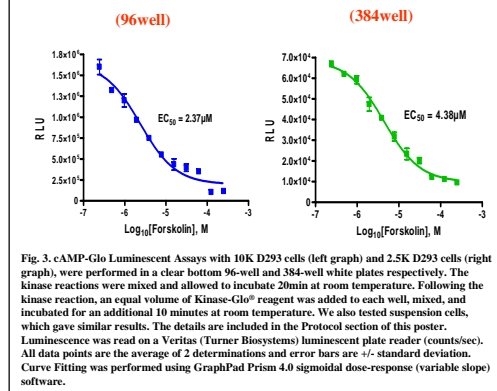 (96well)
(384well)
1.8x10⁶
1.5x10⁶
1.3x10⁶
1.0x10⁶
7.5x10⁵
5.0x10⁵
2.5x10⁵
0
RLU
EC₅₀ = 2.37µM
-7 -6 -5 -4 -3
Log₁₀[Forskolin], M
7.0x10⁴
6.0x10⁴
5.0x10⁴
4.0x10⁴
3.0x10⁴
2.0x10⁴
1.0x10⁴
0
RLU
EC₅₀ = 4.38µM
-7 -6 -5 -4 -3
Log₁₀[Forskolin], M
Fig. 3. cAMP-Glo Luminescent Assays with 10K D293 cells (left graph) and 2.5K D293 cells (right
graph), were performed in a clear bottom 96-well and 384-well white plates respectively. The
kinase reactions were mixed and allowed to incubate 20min at room temperature. Following the
kinase reaction, an equal volume of Kinase-Glo® reagent was added to each well, mixed, and
incubated for an additional 10 minutes at room temperature. We also tested suspension cells,
which gave similar results. The details are included in the Protocol section of this poster.
Luminescence was read on a Veritas (Turner Biosystems) luminescent plate reader (counts/sec).
All data points are the average of 2 determinations and error bars are +/- standard deviation.
Curve Fitting was performed using GraphPad Prism 4.0 sigmoidal dose-response (variable slope)
software.